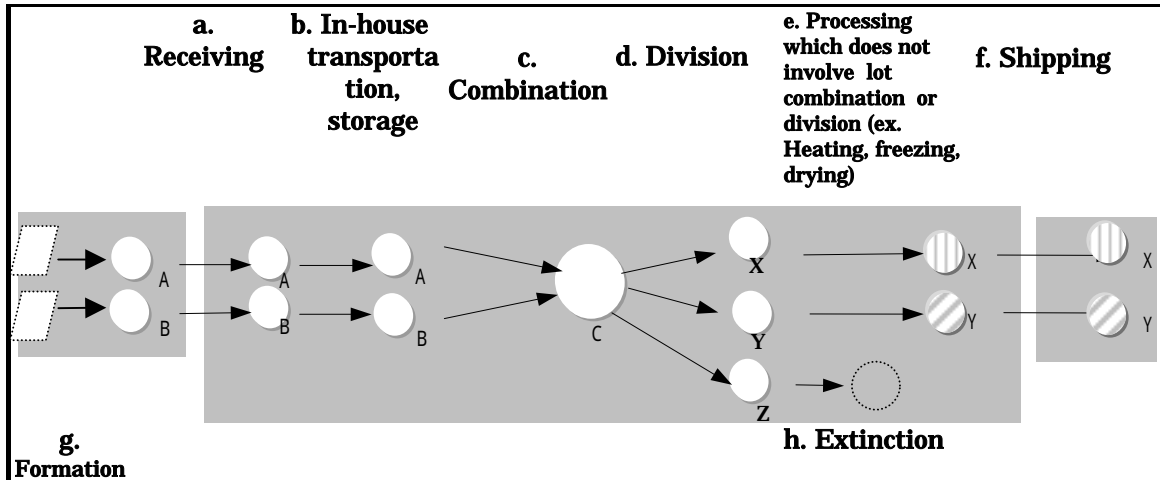 a.
Receiving
b. In-house
transporta
tion,
storage
c.
Combination
d. Division
e. Processing
which does not
involve lot
combination or
division (ex.
Heating, freezing,
drying)
f. Shipping
A
A
A
X
X
X
B
B
B
C
Y
Y
Y
Z
g.
Formation
h. Extinction